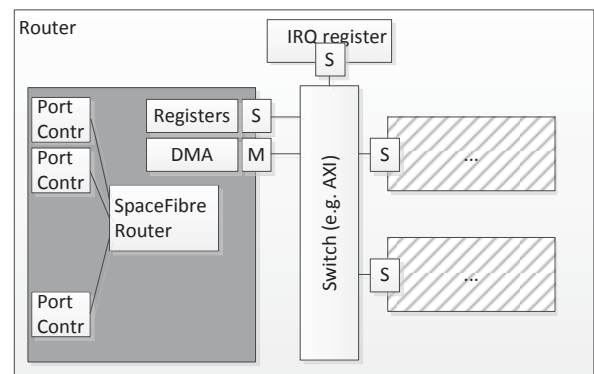 Router
IRQ register
S
Port
Contr
Registers
S
DMA
M
Port
Contr
SpaceFibre
Router
Port
Contr
Switch (e.g. AXI)
S
...
S
...